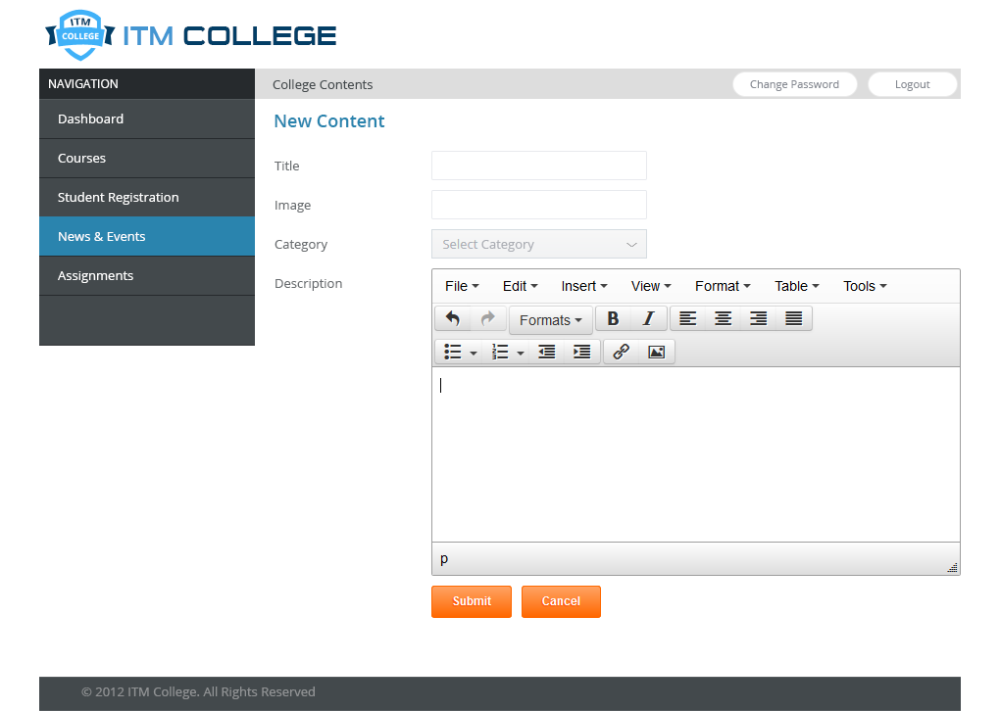 ITM
COLLEGE
ITM COLLEGE
NAVIGATION
College Contents
Change Password
Logout
Dashboard
Courses
Student Registration
News & Events
Assignments
New Content
Title
Image
Category
Select Category
Description
File Edit Insert View Format Table Tools
Formats B I
p
Submit
Cancel
© 2012 ITM College. All Rights Reserved